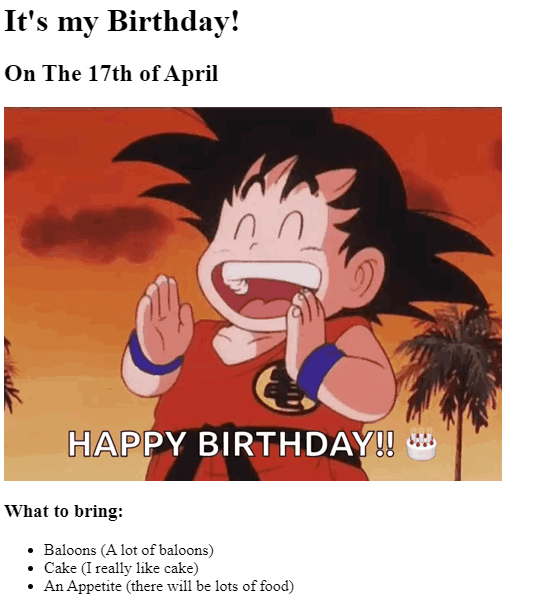 It's my Birthday!
On The 17th of April
亀
HAPPY BIRTHDAY!! 🎂
What to bring:
Baloons (A lot of baloons)
Cake (I really like cake)
An Appetite (there will be lots of food)